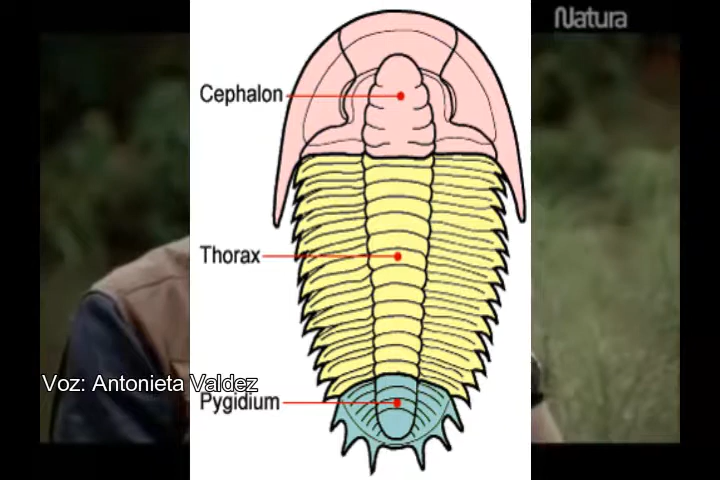 Natura
Cephalon
Thorax
Voz: Antonieta Valdez
Pygidium